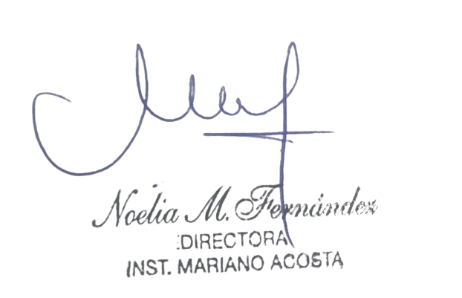 Noelia M. Fernández
DIRECTORA
INST. MARIANO ACOSTA